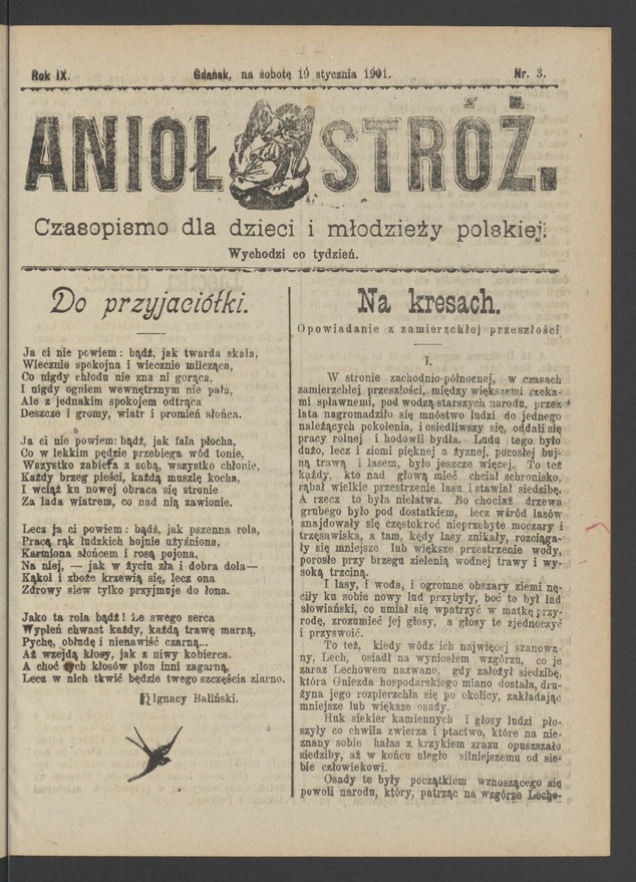 Rok IX.
Gdańsk, na sobotę 19 stycznia 1901.
Nr. 3.
ANIOŁ STRÓŻ.
Czasopismo dla dzieci i młodzieży polskiej.
Wychodzi co tydzień.
Do przyjaciółki.
Ja ci nie powiem: bądź, jak twarda skała,
Wiecznie spokojna i wiecznie milcząca,
Co nigdy chłodu nie zna ni gorąca,
I nigdy ogniem wewnętrznym nie pała,
Ale z jednakim spokojem odtrąca
Deszcze i gromy, wiatr i promień słońca.
Ja ci nie powiem: bądź, jak fala płocha,
Co w lekkim pędzie przebiega wód tonie,
Wszystko zabiera z sobą, wszystko chłonie,
Każdy brzeg pieści, każdą muszlę kocha,
I wciąż ku nowej obraca się stronie
Za lada wiatrem, co nad nią zawionie.
Lecz ja ci powiem: bądź, jak pszenna rola,
Pracą rąk ludzkich hojnie użyźniona,
Karmiona słońcem i rosą pojona,
Na niej, — jak w życiu zła i dobra dola—
Kąkol i zboże krzewią się, lecz ona
Zdrowy siew tylko przyjmuje do łona.
Jako ta rola bądź! Ze swego serca
Wypleń chwast każdy, każdą trawę marną,
Pychę, obłudę i nienawiść czarną...
Aż wzejdą kłosy, jak z niwy kobierca.
A choć tych kłosów plon inni zagarną,
Lecz w nich tkwić będzie twego szczęścia ziarno.
Ignacy Baliński.
Na kresach.
Opowiadanie z zamierzchłej przeszłości
I.
W stronie zachodnio-północnej, w czasach
zamierzchłej przeszłości, między większemi rzeka-
mi spławnemi, pod wodzą starszych narodu, przez
lata nagromadziło się mnóstwo ludzi do jednego
należących pokolenia, i osiedliwszy się, oddali się
pracy rolnej i hodowli bydła. Ludu tego było
dużo, lecz i ziemi pięknej a żyznej, porosłej buj-
ną trawą i lasem, było jeszcze więcej. To też
każdy, kto nad głową mieć chciał schronisko,
rąbał wielkie przestrzenie lasu i stawiał siedzibę.
A rzecz to była niełatwa. Bo chociaż drzewa
grubego było pod dostatkiem, lecz wśród lasów
znajdowały się częstokroć nieprzebyte moczary i
trzęsawiska, a tam, kędy lasy znikały, rozciąga-
ły się mniejsze lub większe przestrzenie wody,
porosłe przy brzegu zielenią wodnej trawy i wy-
soką trzciną.
I lasy, i woda, i ogromne obszary ziemi nę-
ciły ku sobie nowy lud przybyły, boć to był lud
słowiański, co umiał się wpatrzyć w matkę przy-
rodę, zrozumieć jej głosy, a głosy te zjednoczyć
i przyswoić.
To też, kiedy wódz ich najwięcej szanowa-
ny, Lech, osiadł na wyniosłem wzgórzu, co je
zaraz Lechowem nazwano, gdy założył siedzibę,
która Gniezda hospodarskiego miano dostała, dru-
żyna jego rozpierzchła się po okolicy, zakładając
mniejsze lub większe osady.
Huk siekier kamiennych i głosy ludzi pło-
szyły co chwila zwierza i ptactwo, które na nie-
znany sobie hałas z krzykiem zrazu opuszszało
siedziby, aż w końcu uległo silniejszemu od sie-
bie człowiekowi.
Osady te były początkiem wznoszącego się
powoli narodu, który, patrząc na wzgórze Lecho-